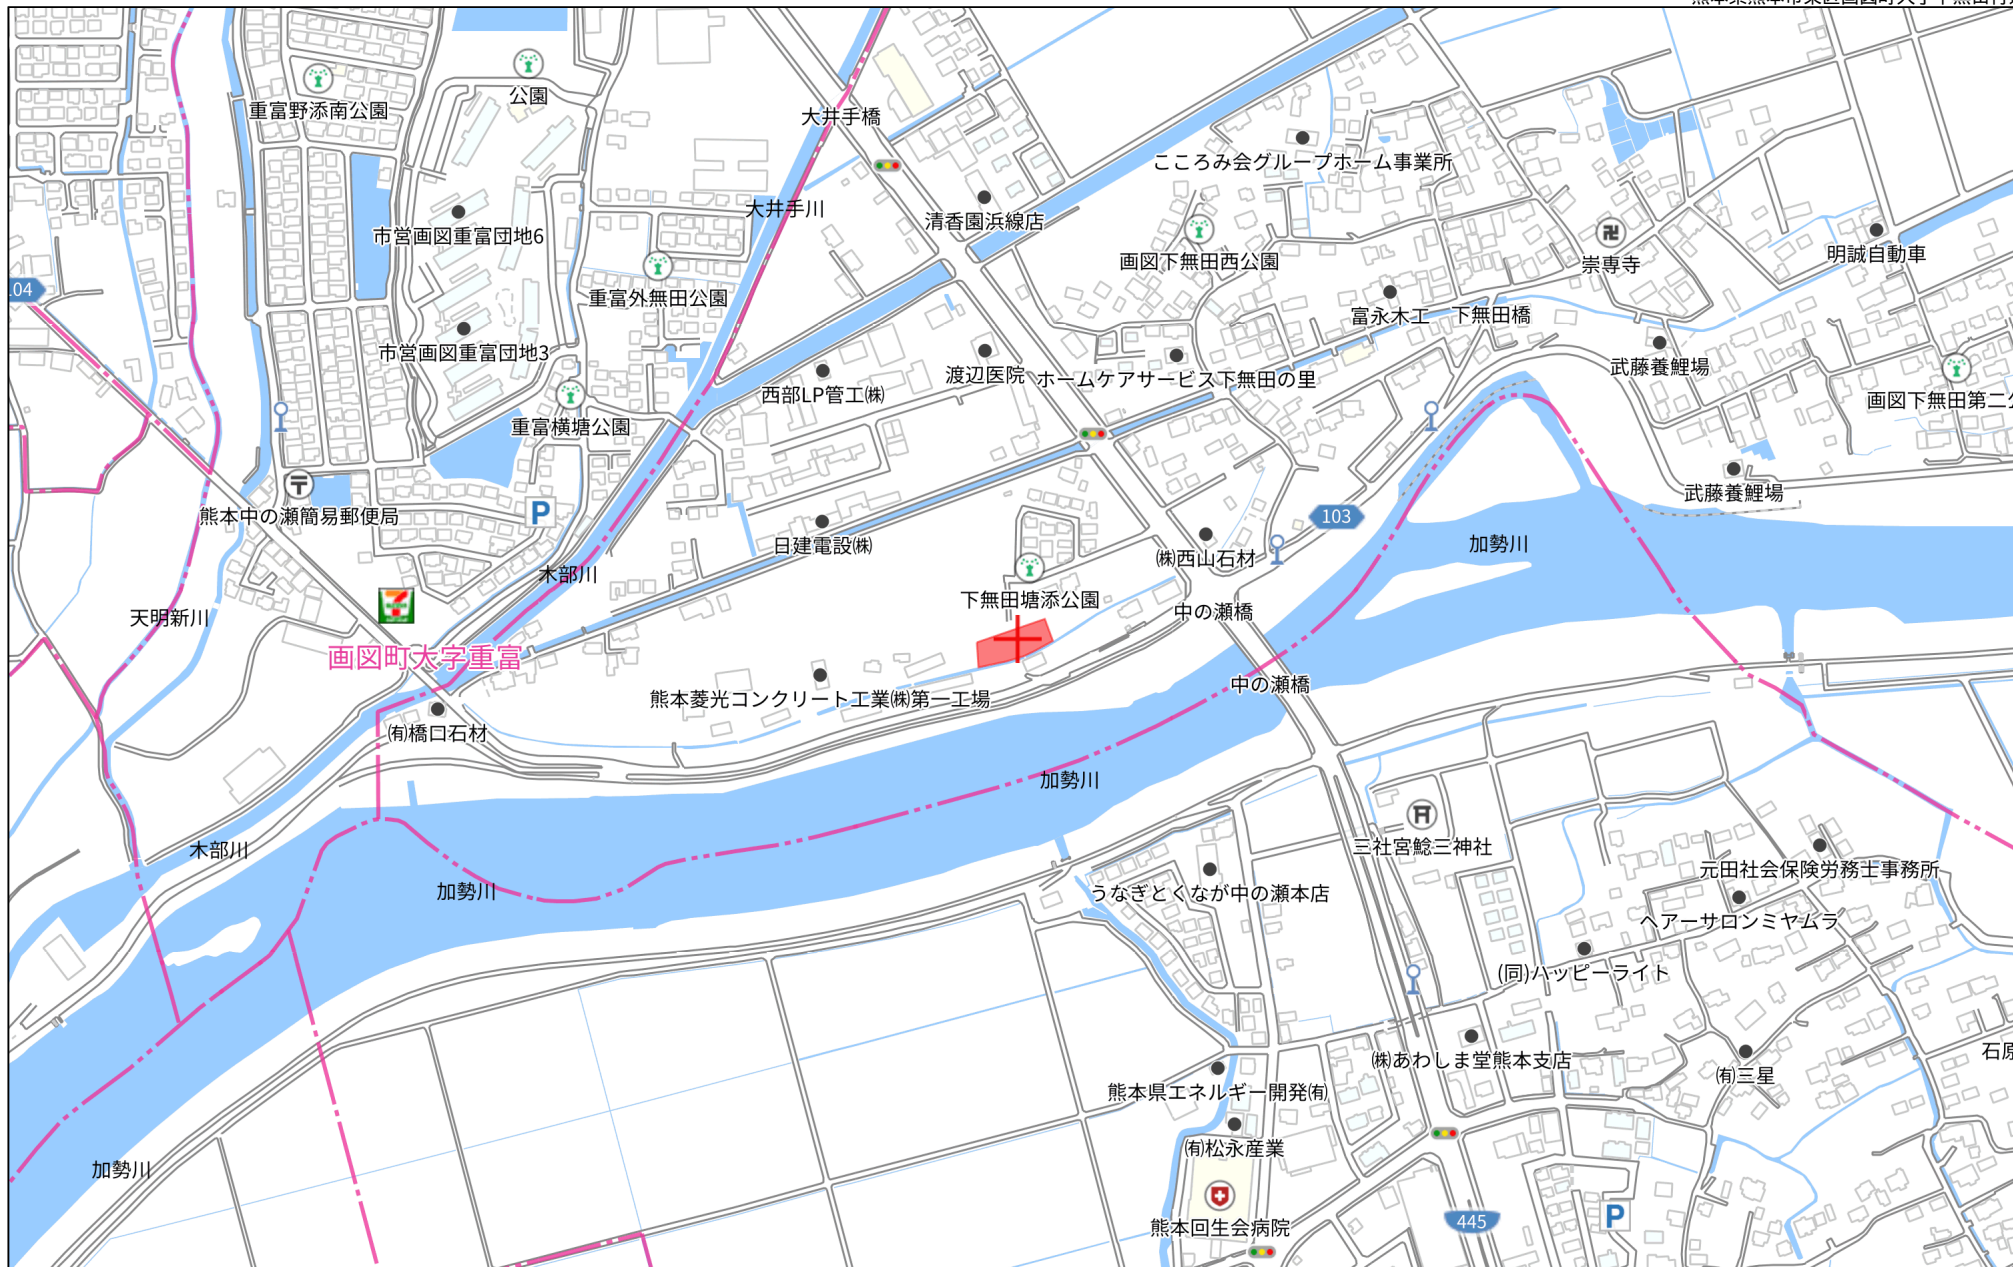 公園
重富野添南公園
大井手橋
こころみ会グループホーム事業所
大井手川
清香園浜線店
市営画図重富団地6
画図下無田西公園
崇専寺
明誠自動車
104
重富外無田公園
富永木工
下無田橋
市営画図重富団地3
武藤養鯉場
渡辺医院
ホームケアサービス下無田の里
西部LP管工㈱
画図下無田第二公
重富横塘公園
武藤養鯉場
熊本中の瀬簡易郵便局
P
103
日建電設㈱
加勢川
㈱西山石材
木部川
下無田塘添公園
中の瀬橋
天明新川
画図町大字重富
中の瀬橋
熊本菱光コンクリート工業㈱第一工場
㈲橋口石材
加勢川
三社宮鯰三神社
木部川
元田社会保険労務士事務所
加勢川
うなぎとくなが中の瀬本店
ヘアーサロンミヤムラ
(同)ハッピーライト
石原
㈱あわしま堂熊本支店
㈲三星
熊本県エネルギー開発㈲
㈲松永産業
加勢川
P
445
熊本回生会病院